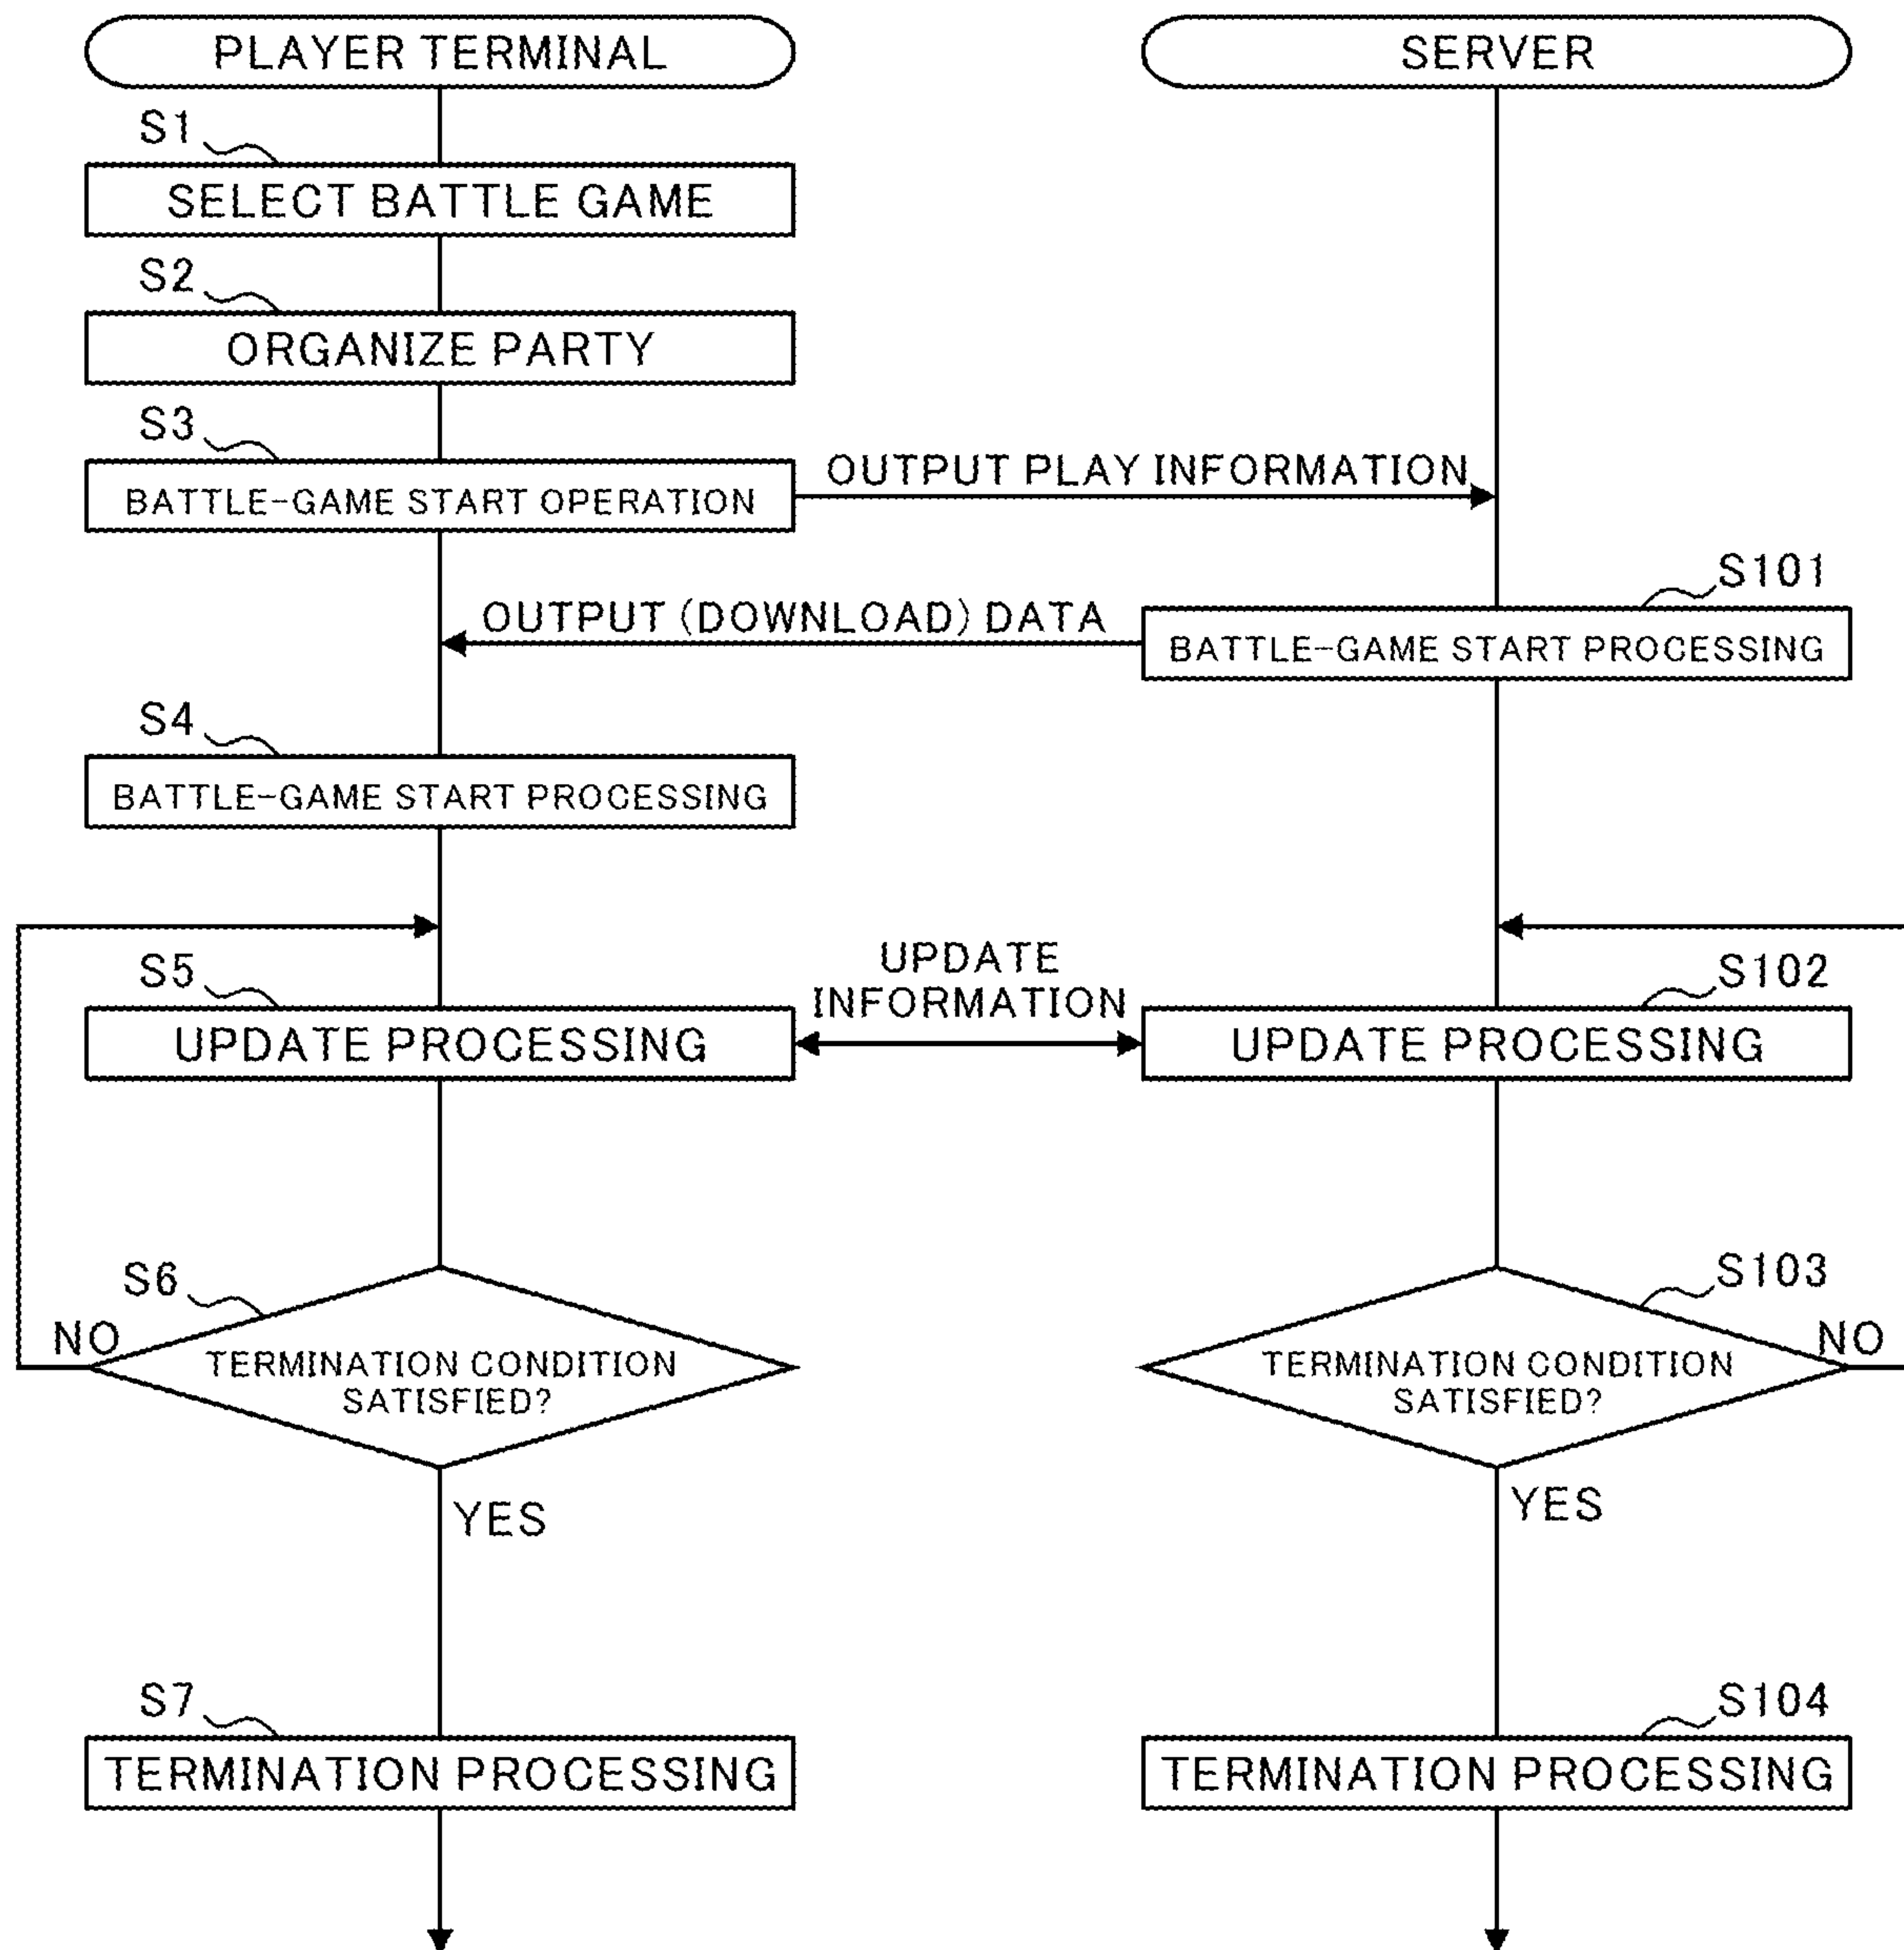 PLAYER TERMINAL
SERVER
S1
SELECT BATTLE GAME
S2
ORGANIZE PARTY
S3
BATTLE-GAME START OPERATION
OUTPUT PLAY INFORMATION
S101
OUTPUT (DOWNLOAD) DATA
BATTLE-GAME START PROCESSING
S4
BATTLE-GAME START PROCESSING
S5
UPDATE
INFORMATION
S102
UPDATE PROCESSING
UPDATE PROCESSING
S6
NO
TERMINATION CONDITION
SATISFIED?
YES
S103
NO
TERMINATION CONDITION
SATISFIED?
YES
S7
TERMINATION PROCESSING
S104
TERMINATION PROCESSING